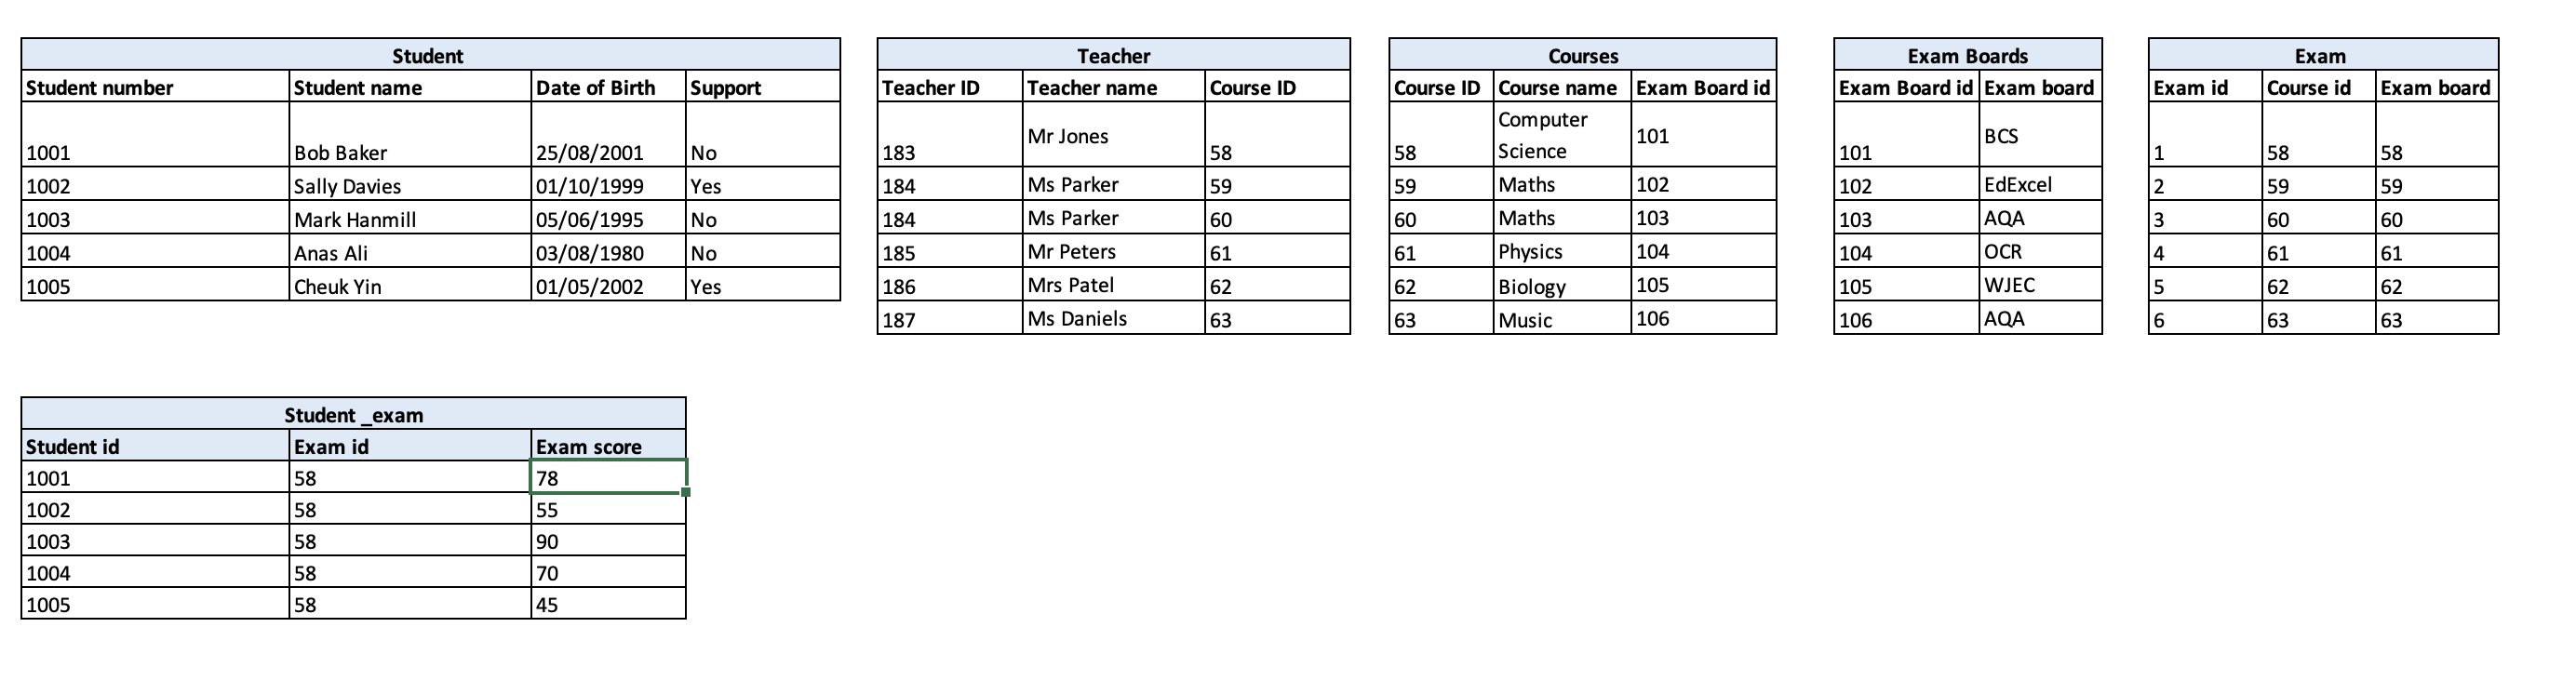 Student
Student number Student name Date of Birth Support
1001 Bob Baker 25/08/2001 No
1002 Sally Davies 01/10/1999 Yes
1003 Mark Hanmill 05/06/1995 No
1004 Anas Ali 03/08/1980 No
1005 Cheuk Yin 01/05/2002 Yes
Teacher
Teacher ID Teacher name Course ID
183 Mr Jones 58
184 Ms Parker 59
184 Ms Parker 60
185 Mr Peters 61
186 Mrs Patel 62
187 Ms Daniels 63
Courses
Course ID Course name Exam Board id
58 Computer
Science 101
59 Maths 102
60 Maths 103
61 Physics 104
62 Biology 105
63 Music 106
Exam Boards
Exam Board id Exam board
101 BCS
102 EdExcel
103 AQA
104 OCR
105 WJEC
106 AQA
Exam
Exam id Course id Exam board
1 58 58
2 59 59
3 60 60
4 61 61
5 62 62
6 63 63
Student _exam
Student id Exam id Exam score
1001 58 78
1002 58 55
1003 58 90
1004 58 70
1005 58 45